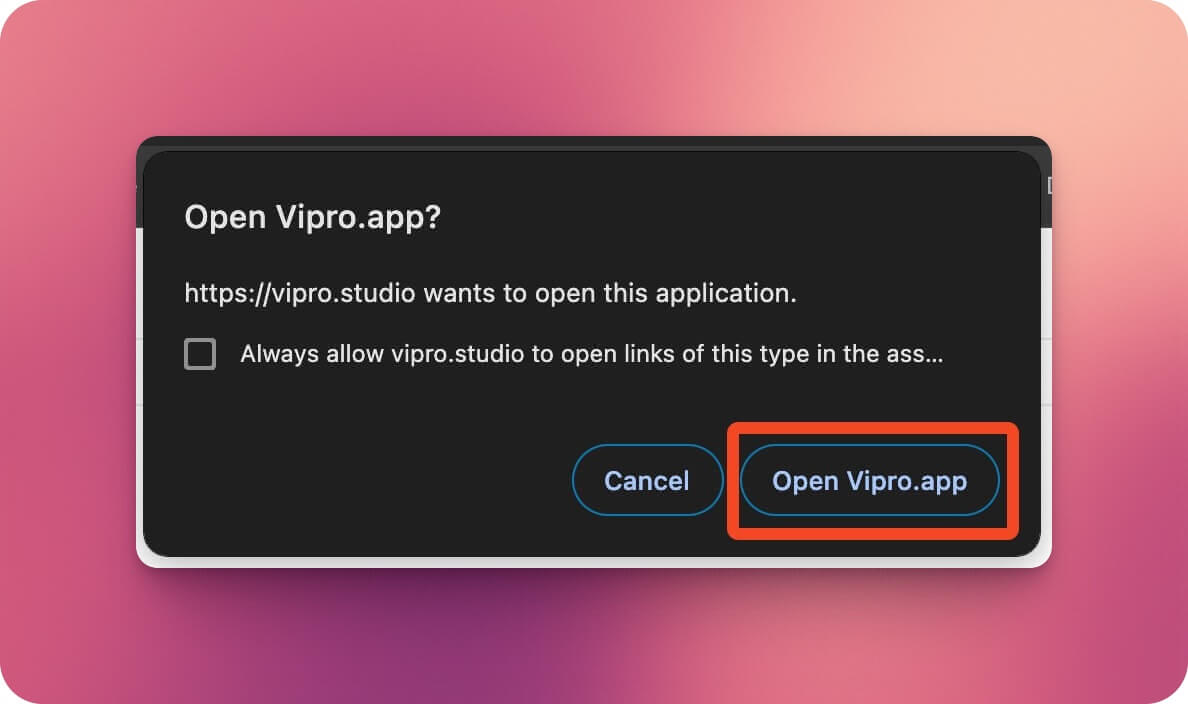 Open Vipro.app?
https://vipro.studio wants to open this application.
Always allow vipro.studio to open links of this type in the ass...
Cancel
Open Vipro.app